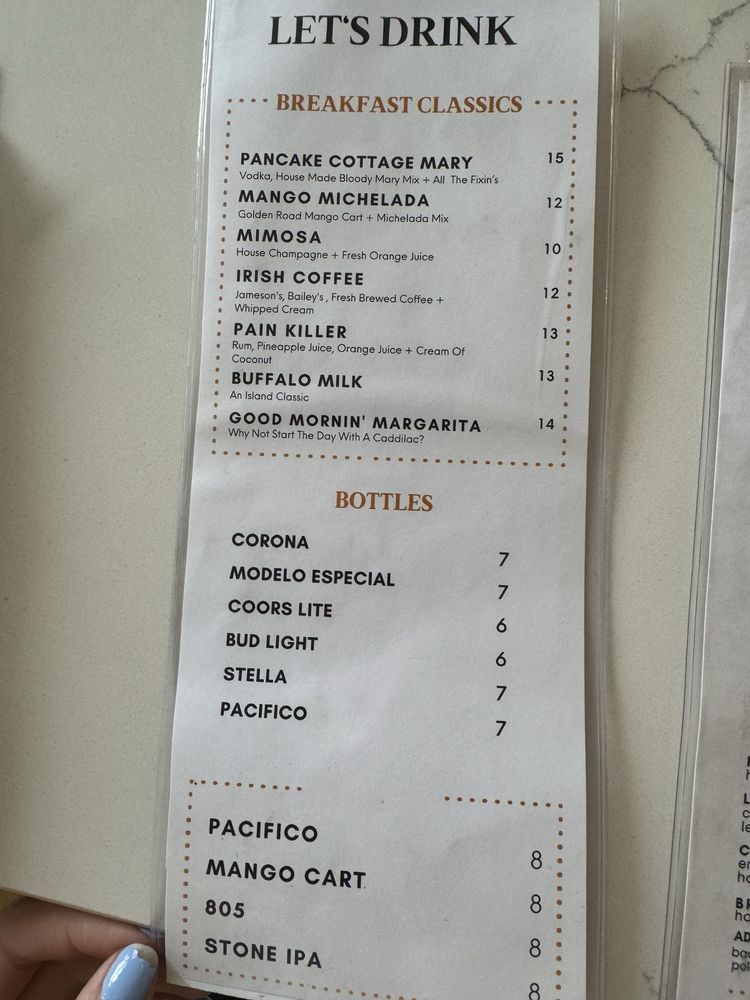 LET'S DRINK
BREAKFAST CLASSICS
PANCAKE COTTAGE MARY 15
Vodka, House Made Bloody Mary Mix + All The Fixin's
MANGO MICHELADA 12
Golden Road Mango Cart + Michelada Mix
MIMOSA 10
House Champagne + Fresh Orange Juice
IRISH COFFEE 12
Jameson's, Bailey's , Fresh Brewed Coffee +
Whipped Cream
PAIN KILLER 13
Rum, Pineapple Juice, Orange Juice + Cream Of
Coconut
BUFFALO MILK 13
An Island Classic
GOOD MORNIN' MARGARITA 14
Why Not Start The Day With A Caddilac?
BOTTLES
CORONA 7
MODELO ESPECIAL 7
COORS LITE 6
BUD LIGHT 6
STELLA 7
PACIFICO 7
PACIFICO 8
MANGO CART 8
805 8
STONE IPA 8